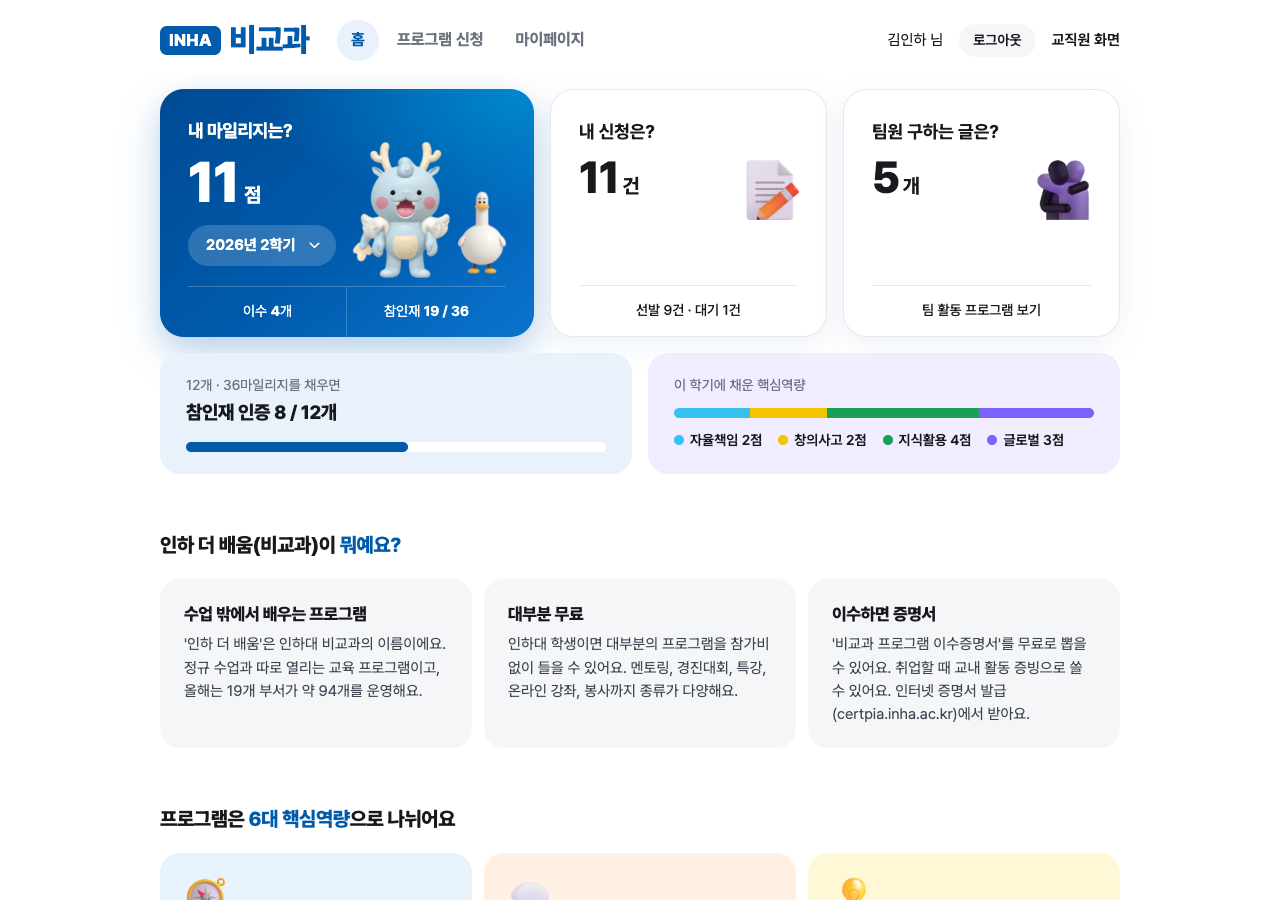 INHA 비교과
홈
프로그램 신청
마이페이지
김인하 님
로그아웃
교직원 화면
내 마일리지는?
11 점
2026년 2학기
이수 4개
참인재 19 / 36
내 신청은?
11 건
선발 9건 · 대기 1건
팀원 구하는 글은?
5 개
팀 활동 프로그램 보기
12개 · 36마일리지를 채우면
참인재 인증 8 / 12개
이 학기에 채운 핵심역량
자율책임 2점
창의사고 2점
지식활용 4점
글로벌 3점
인하 더 배움(비교과)이 뭐예요?
수업 밖에서 배우는 프로그램
'인하 더 배움'은 인하대 비교과의 이름이에요.
정규 수업과 따로 열리는 교육 프로그램이고,
올해는 19개 부서가 약 94개를 운영해요.
대부분 무료
인하대 학생이면 대부분의 프로그램을 참가비
없이 들을 수 있어요. 멘토링, 경진대회, 특강,
온라인 강좌, 봉사까지 종류가 다양해요.
이수하면 증명서
'비교과 프로그램 이수증명서'를 무료로 뽑을
수 있어요. 취업할 때 교내 활동 증빙으로 쓸
수 있어요. 인터넷 증명서 발급
(certpia.inha.ac.kr)에서 받아요.
프로그램은 6대 핵심역량으로 나뉘어요